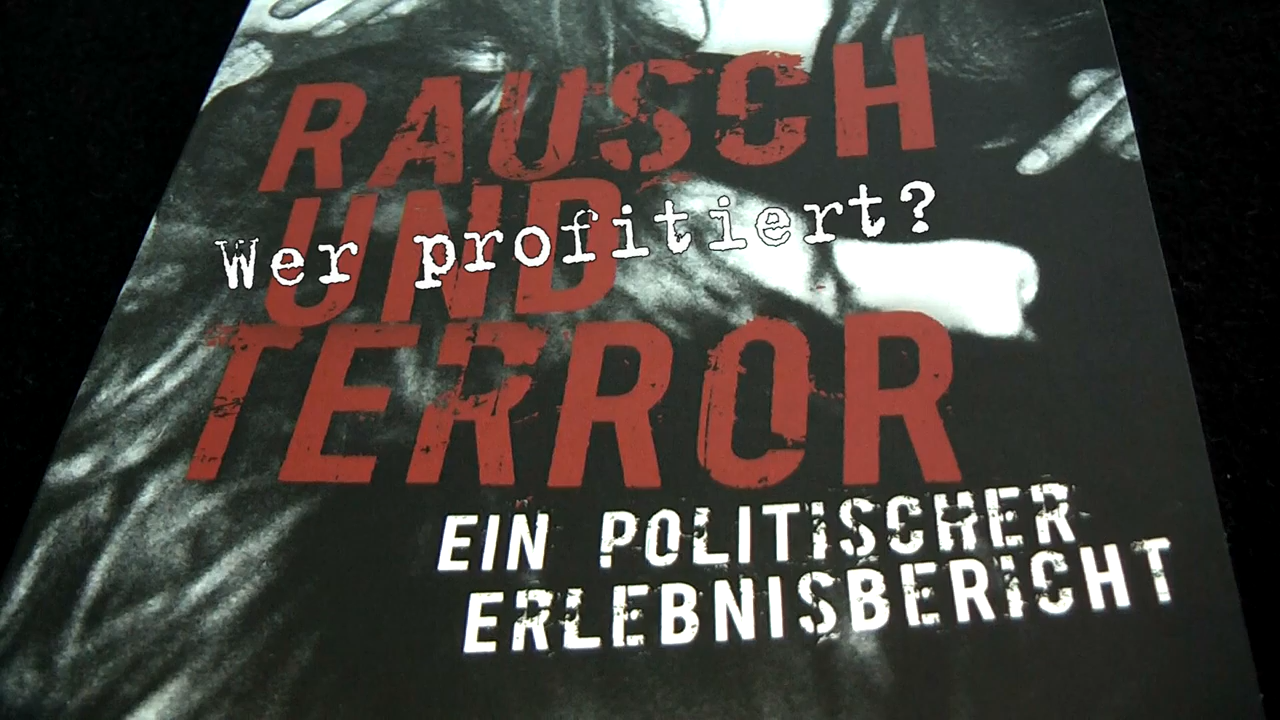 RAUSCH
UND
Wer profitiert?
TERROR
EIN POLITISCHER
ERLEBNISBERICHT